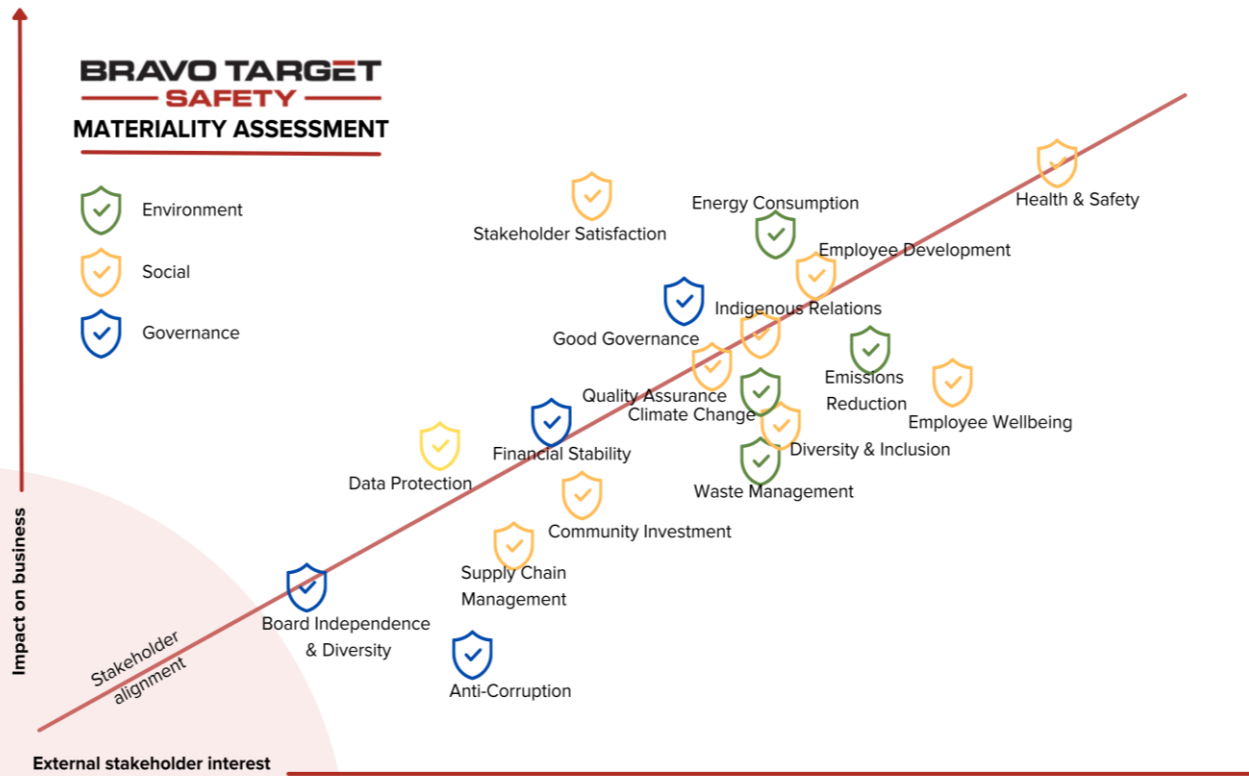 BRAVO TARGET
SAFETY
MATERIALITY ASSESSMENT
Environment
Social
Governance
Stakeholder Satisfaction
Energy Consumption
Health & Safety
Employee Development
Indigenous Relations
Good Governance
Quality Assurance
Climate Change
Emissions
Reduction
Employee Wellbeing
Diversity & Inclusion
Financial Stability
Data Protection
Waste Management
Community Investment
Supply Chain
Management
Board Independence
& Diversity
Anti-Corruption
Stakeholder
alignment
Impact on business
External stakeholder interest